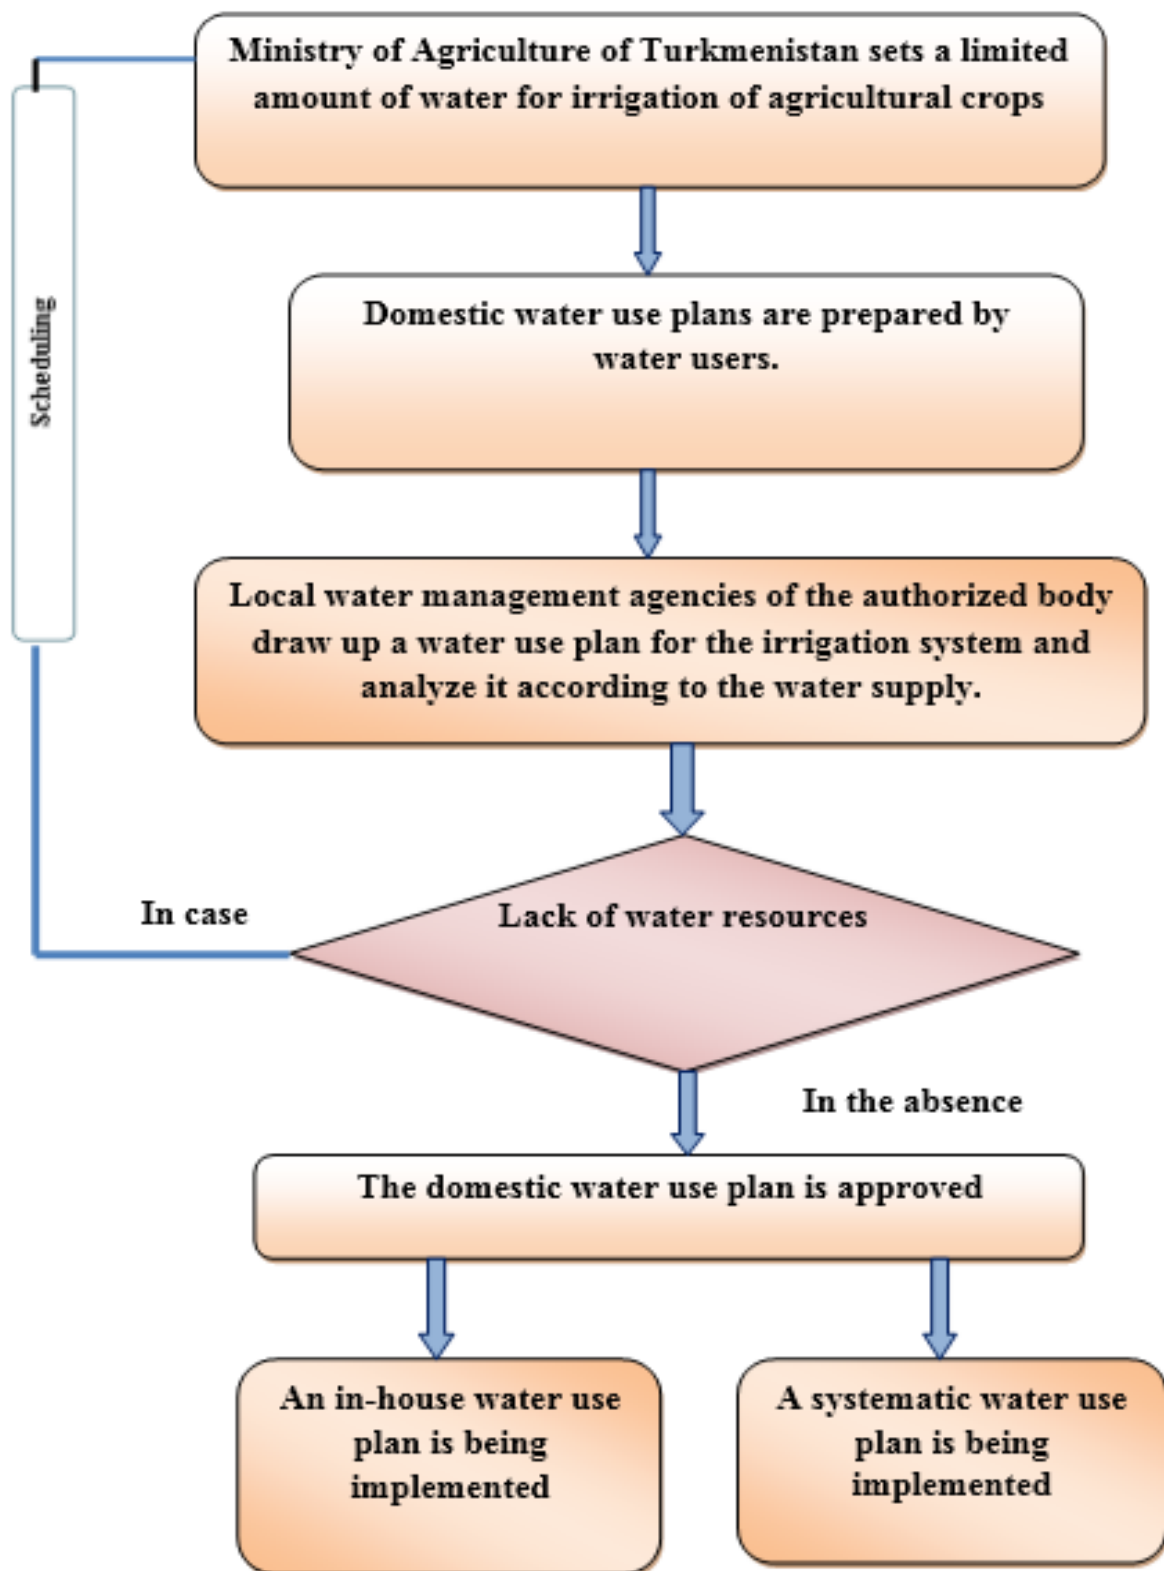 Ministry of Agriculture of Turkmenistan sets a limited
amount of water for irrigation of agricultural crops
Scheduling
Domestic water use plans are prepared by
water users.
Local water management agencies of the authorized body
draw up a water use plan for the irrigation system and
analyze it according to the water supply.
In case
Lack of water resources
In the absence
The domestic water use plan is approved
An in-house water use
plan is being
implemented
A systematic water use
plan is being
implemented